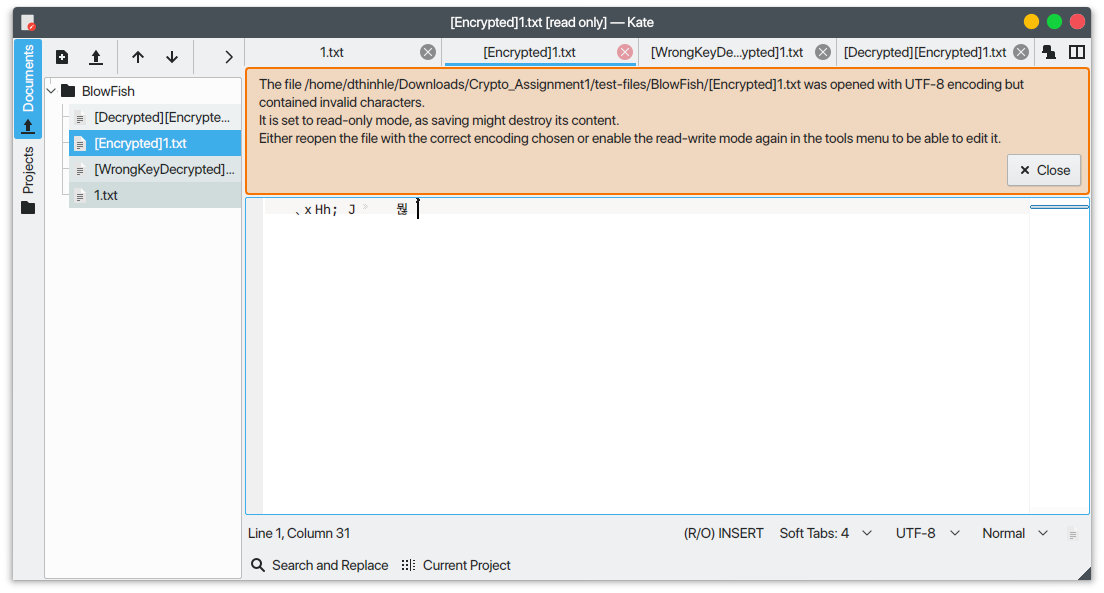 [Encrypted]1.txt [read only] — Kate
Documents
Projects
BlowFish
[Decrypted][Encrypte...
[Encrypted]1.txt
[WrongKeyDecrypted]...
1.txt
1.txt
[Encrypted]1.txt
[WrongKeyDe...ypted]1.txt
[Decrypted][Encrypted]1.txt
The file /home/dthinhle/Downloads/Crypto_Assignment1/test-files/BlowFish/[Encrypted]1.txt was opened with UTF-8 encoding but
contained invalid characters.
It is set to read-only mode, as saving might destroy its content.
Either reopen the file with the correct encoding chosen or enable the read-write mode again in the tools menu to be able to edit it.
Close
、x Hh; J
Line 1, Column 31
(R/O) INSERT
Soft Tabs: 4
UTF-8
Normal
Search and Replace
Current Project